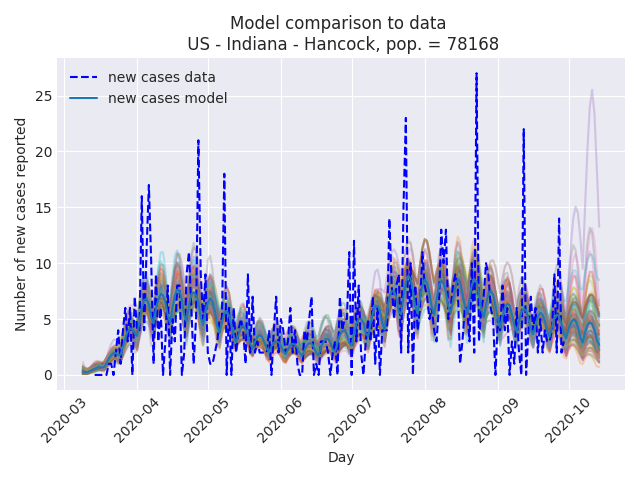 Model comparison to data
US - Indiana - Hancock, pop. = 78168
new cases data
new cases model
Number of new cases reported
25
20
15
10
5
0
2020-03
2020-04
2020-05
2020-06
2020-07
2020-08
2020-09
2020-10
Day